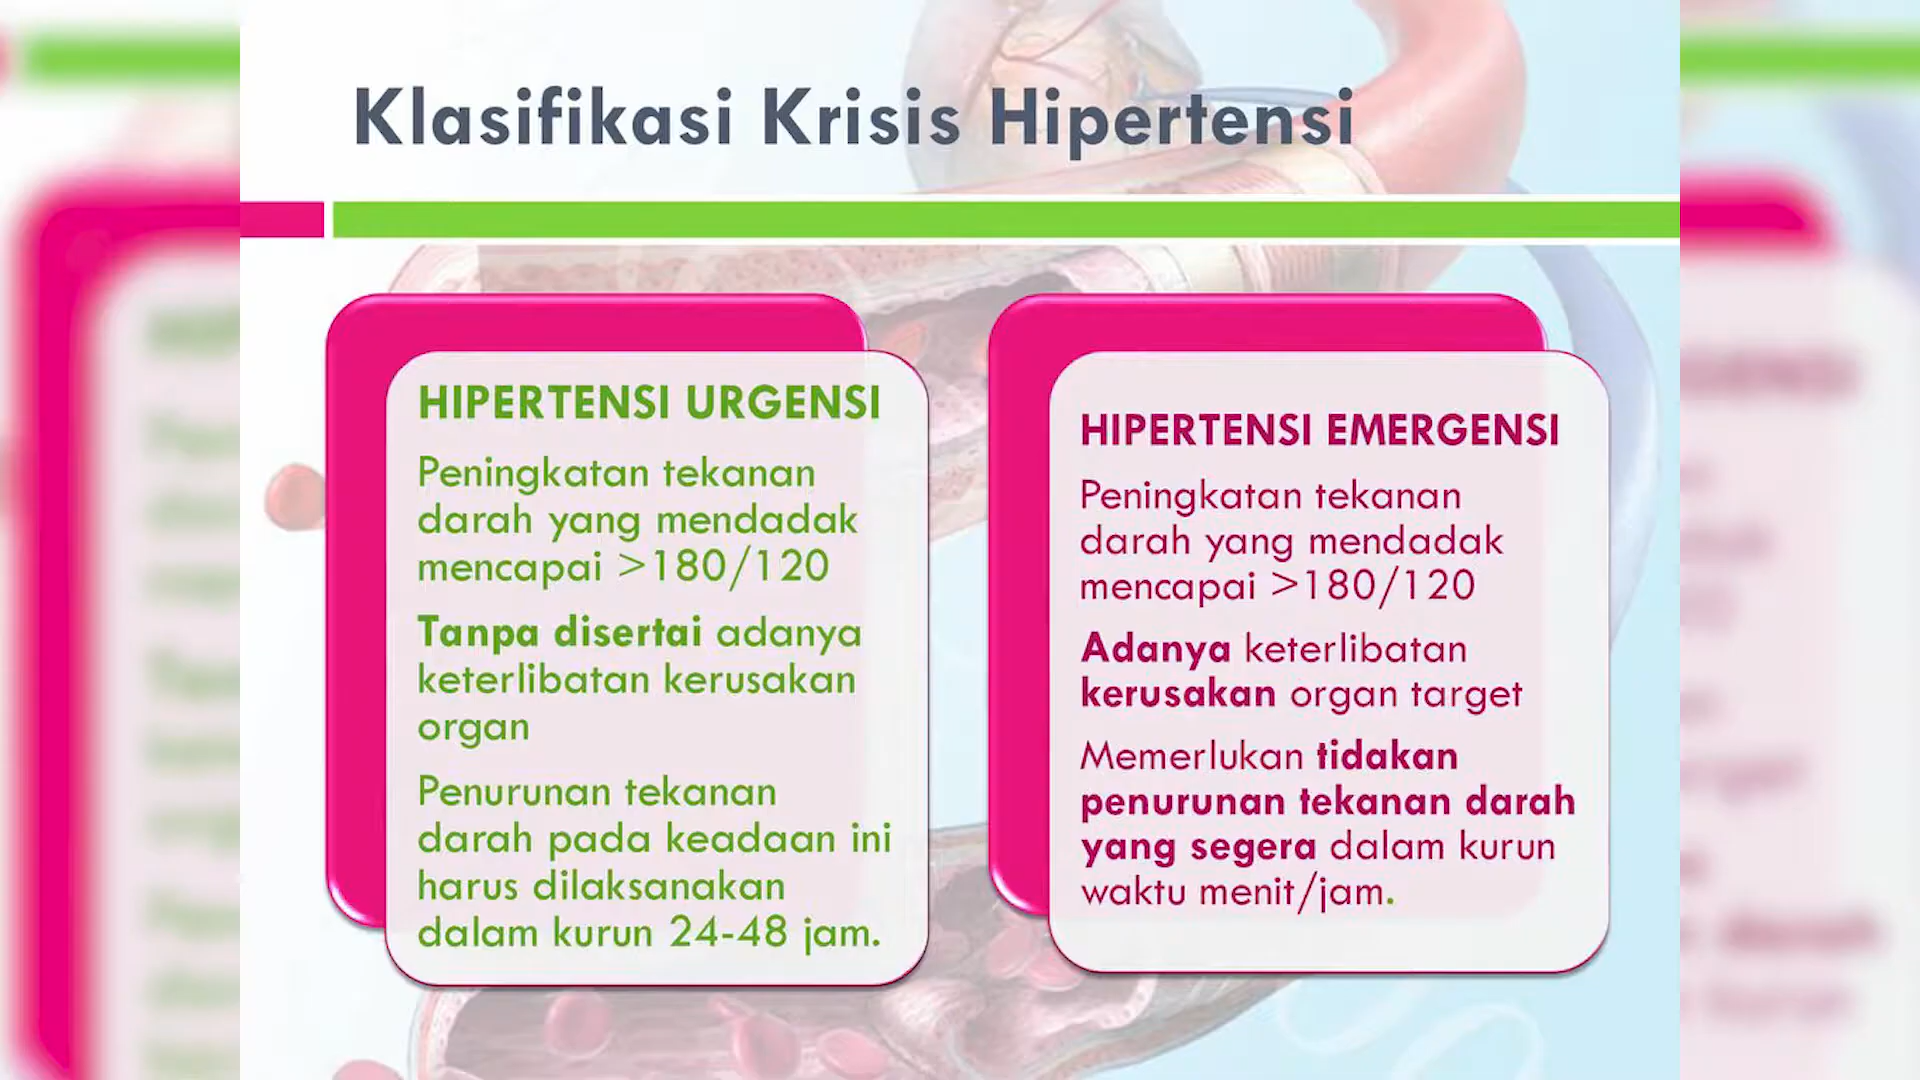 Klasifikasi Krisis Hipertensi
HIPERTENSI URGENSI
Peningkatan tekanan
darah yang mendadak
mencapai >180/120
Tanpa disertai adanya
keterlibatan kerusakan
organ
Penurunan tekanan
darah pada keadaan ini
harus dilaksanakan
dalam kurun 24-48 jam.
HIPERTENSI EMERGENSI
Peningkatan tekanan
darah yang mendadak
mencapai >180/120
Adanya keterlibatan
kerusakan organ target
Memerlukan tidakan
penurunan tekanan darah
yang segera dalam kurun
waktu menit/jam.